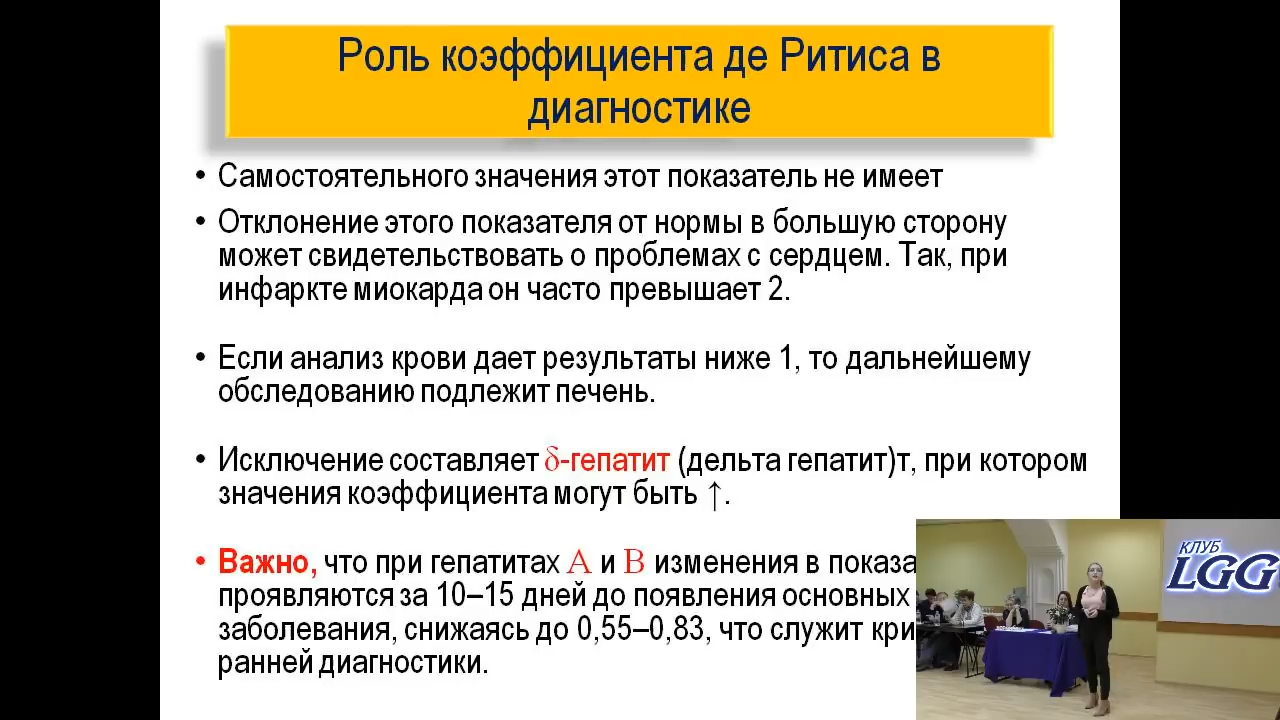 Роль коэффициента де Ритиса в
диагностике
• Самостоятельного значения этот показатель не имеет
• Отклонение этого показателя от нормы в большую сторону
может свидетельствовать о проблемах с сердцем. Так, при
инфаркте миокарда он часто превышает 2.
• Если анализ крови дает результаты ниже 1, то дальнейшему
обследованию подлежит печень.
• Исключение составляет δ-гепатит (дельта гепатит)т, при котором
значения коэффициента могут быть ↑.
• Важно, что при гепатитах А и В изменения в
проявляются за 10–15 дней до появления основных
заболевания, снижаясь до 0,55–0,83, что служит
ранней диагностики.
КЛУБ
LGG